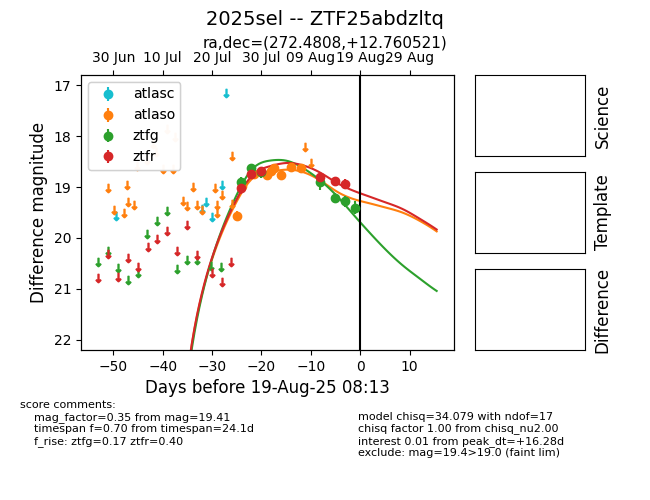 2025sel -- ZTF25abdzltq
ra,dec=(272.4808,+12.760521)
30 Jun 10 Jul 20 Jul 30 Jul 09 Aug 19 Aug 29 Aug
17
18
19
20
21
22
Difference magnitude
atlasc
atlaso
ztfg
ztfr
−50 −40 −30 −20 −10 0 10
Days before 19-Aug-25 08:13
Science
Template
Difference
score comments:
mag_factor=0.35 from mag=19.41
timespan f=0.70 from timespan=24.1d
f_rise: ztfg=0.17 ztfr=0.40
model chisq=34.079 with ndof=17
chisq factor 1.00 from chisq_nu2.00
interest 0.01 from peak_dt=+16.28d
exclude: mag=19.4>19.0 (faint lim)